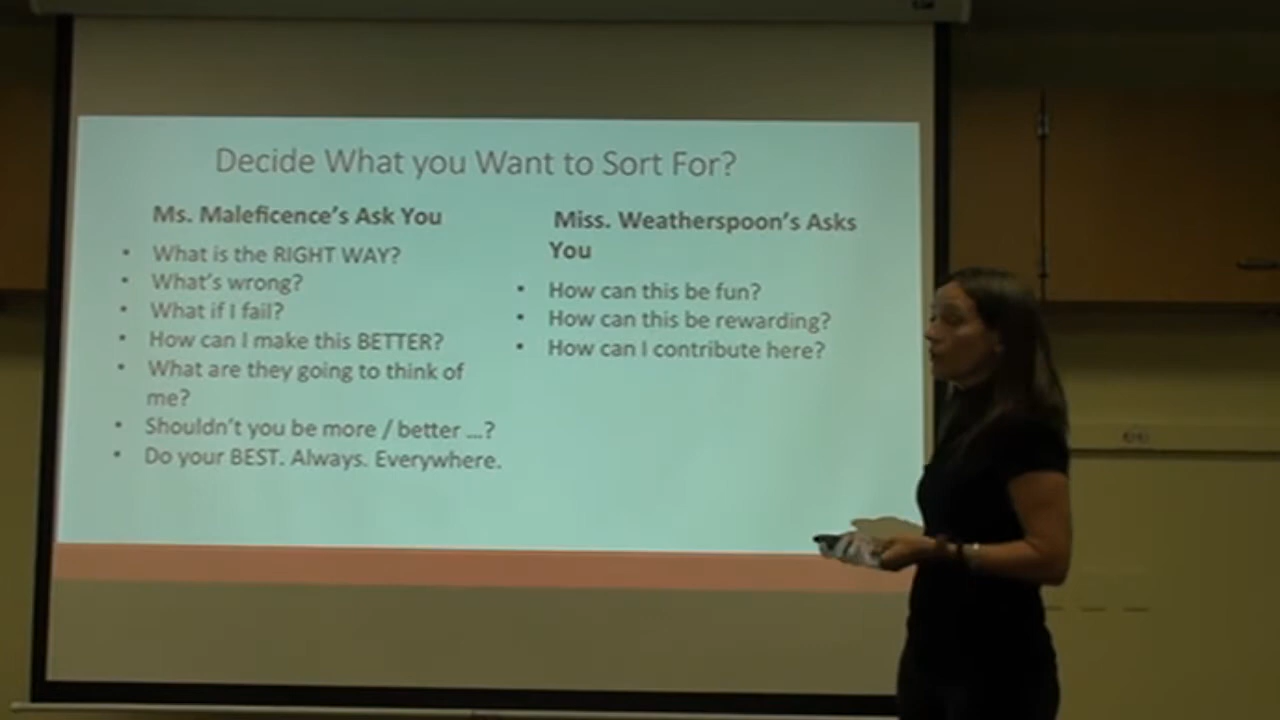 Decide What you Want to Sort For?
Ms. Maleficence's Ask You
• What is the RIGHT WAY?
• What's wrong?
• What if I fail?
• How can I make this BETTER?
• What are they going to think of
me?
• Shouldn't you be more / better ...?
• Do your BEST. Always. Everywhere.
Miss. Weatherspoon's Asks
You
• How can this be fun?
• How can this be rewarding?
• How can I contribute here?